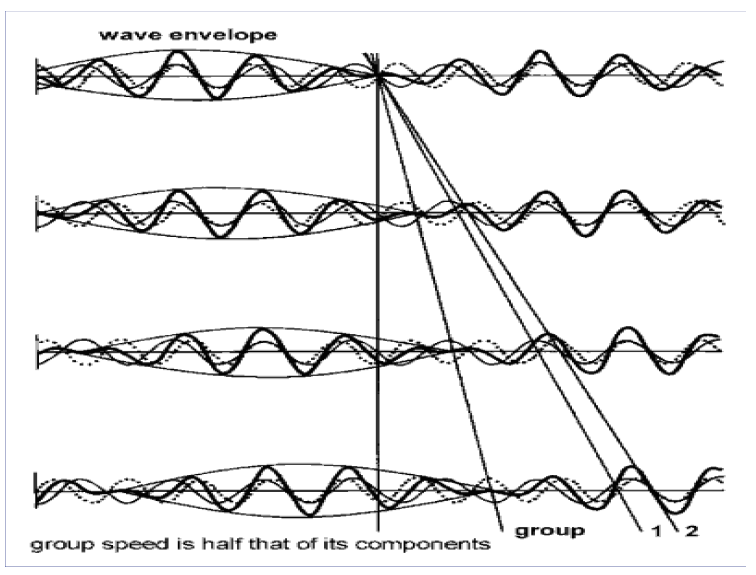 wave envelope
group 1 2
group speed is half that of its components